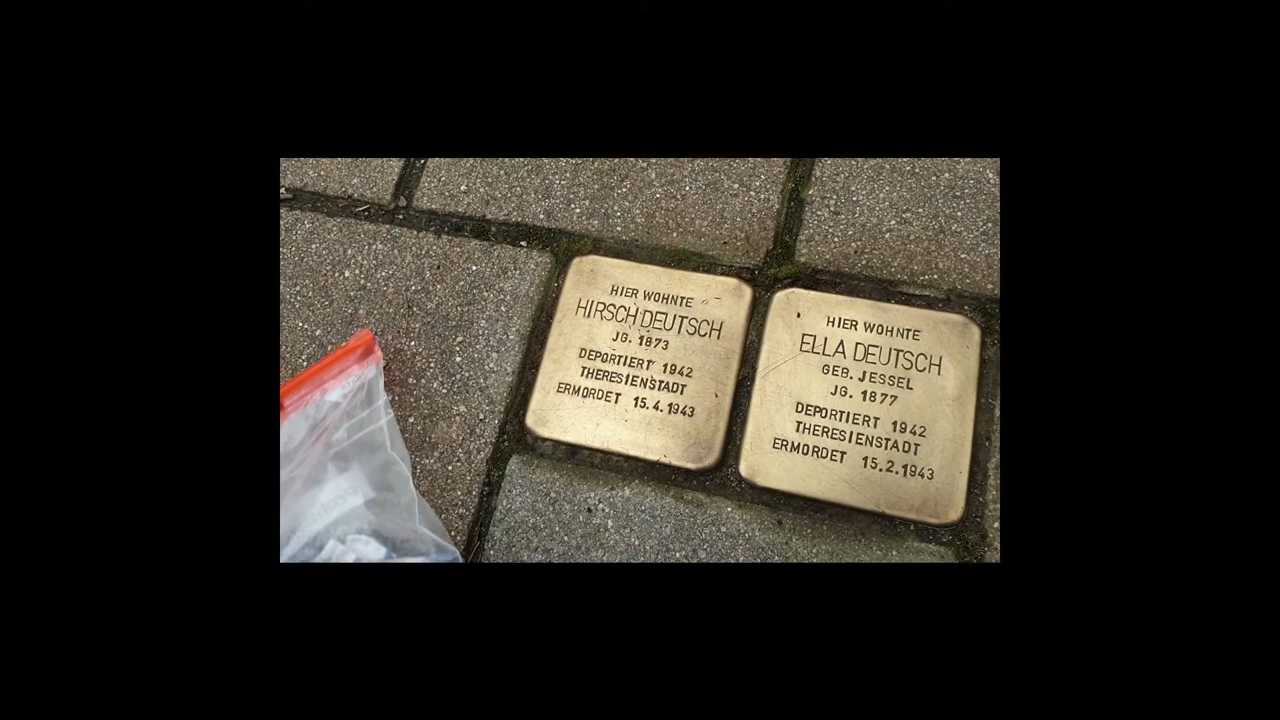 HIER WOHNTE
HIRSCH DEUTSCH
JG. 1873
DEPORTIERT 1942
THERESIENSTADT
ERMORDET 15.4.1943
HIER WOHNTE
ELLA DEUTSCH
GEB. JESSEL
JG. 1877
DEPORTIERT 1942
THERESIENSTADT
ERMORDET 15.2.1943